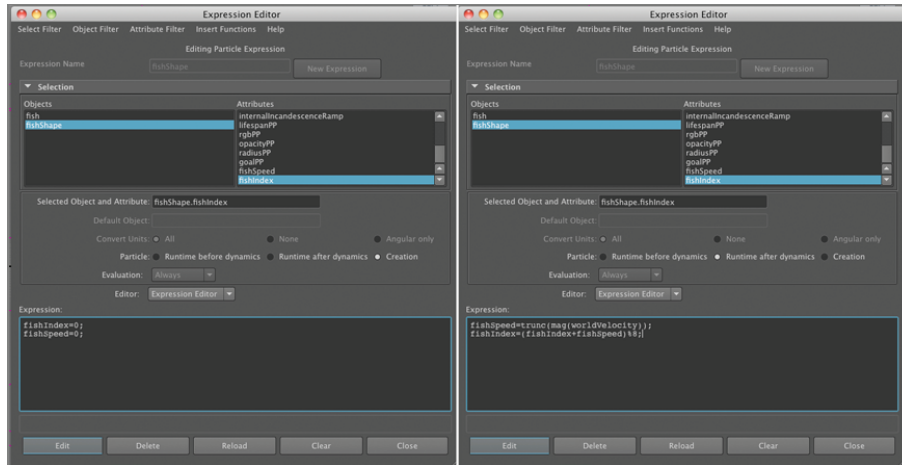 Expression Editor
Select Filter Object Filter Attribute Filter Insert Functions Help
Editing Particle Expression
Expression Name fishShape New Expression
Selection
Objects Attributes
fish internalIncandescenceRamp
fishShape lifespanPP
rgbPP
opacityPP
radiusPP
goalPP
fishSpeed
fishIndex
Selected Object and Attribute: fishShape.fishIndex
Default Object:
Convert Units: All None Angular only
Particle: Runtime before dynamics Runtime after dynamics Creation
Evaluation: Always
Editor: Expression Editor
Expression:
fishIndex=0;
fishSpeed=0;
Edit Delete Reload Clear Close
Expression Editor
Select Filter Object Filter Attribute Filter Insert Functions Help
Editing Particle Expression
Expression Name fishShape New Expression
Selection
Objects Attributes
fish internalIncandescenceRamp
fishShape lifespanPP
rgbPP
opacityPP
radiusPP
goalPP
fishSpeed
fishIndex
Selected Object and Attribute: fishShape.fishIndex
Default Object:
Convert Units: All None Angular only
Particle: Runtime before dynamics Runtime after dynamics Creation
Evaluation: Always
Editor: Expression Editor
Expression:
fishSpeed=trunc(mag(worldVelocity));
fishIndex=(fishIndex+fishSpeed)%8;
Edit Delete Reload Clear Close